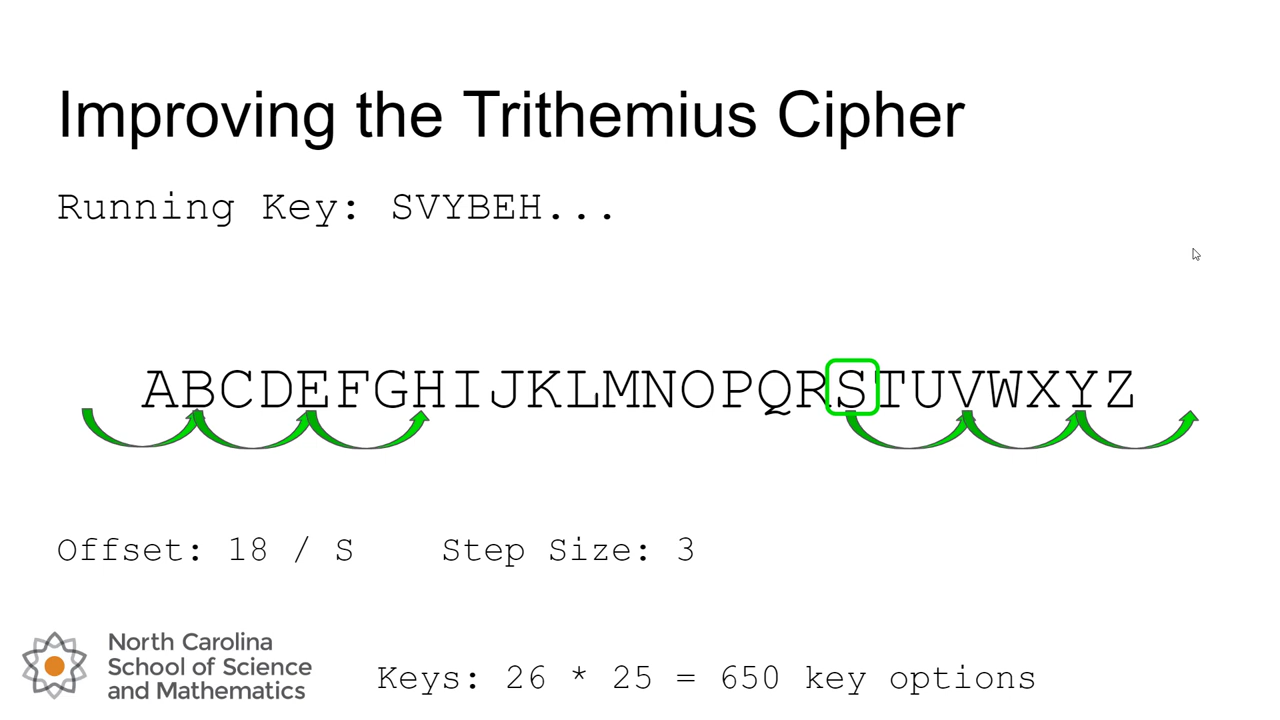 Improving the Trithemius Cipher
Running Key: SVYBEH...
ABCDEFGHIJKLMNOPQRSTUVWXYZ
Offset: 18 / S    Step Size: 3
North Carolina
School of Science
and Mathematics
Keys: 26 * 25 = 650 key options